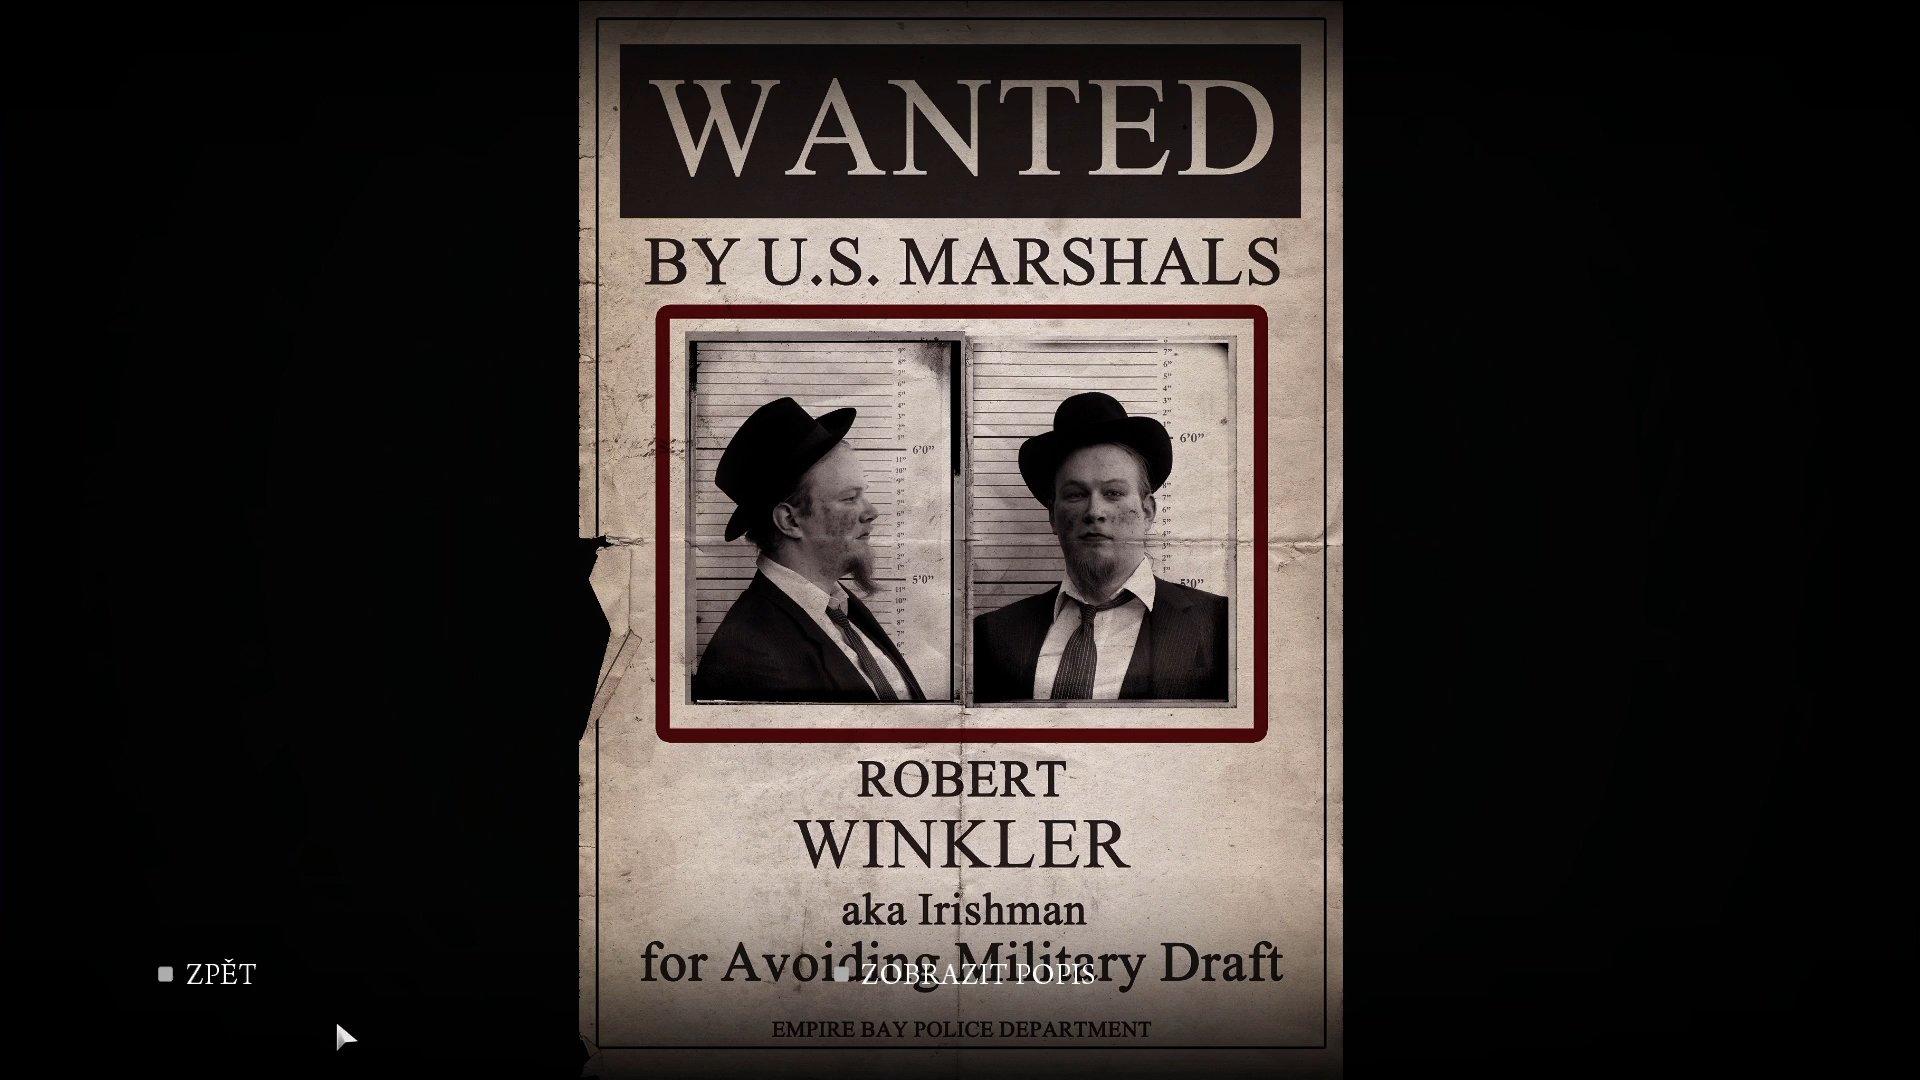 WANTED
BY U.S. MARSHALS
6'0"
5'0"
6'0"
5'0"
ROBERT
WINKLER
aka Irishman
for Avoiding Military Draft
ZPĚT
ZOBRAZIT POPIS
EMPIRE BAY POLICE DEPARTMENT